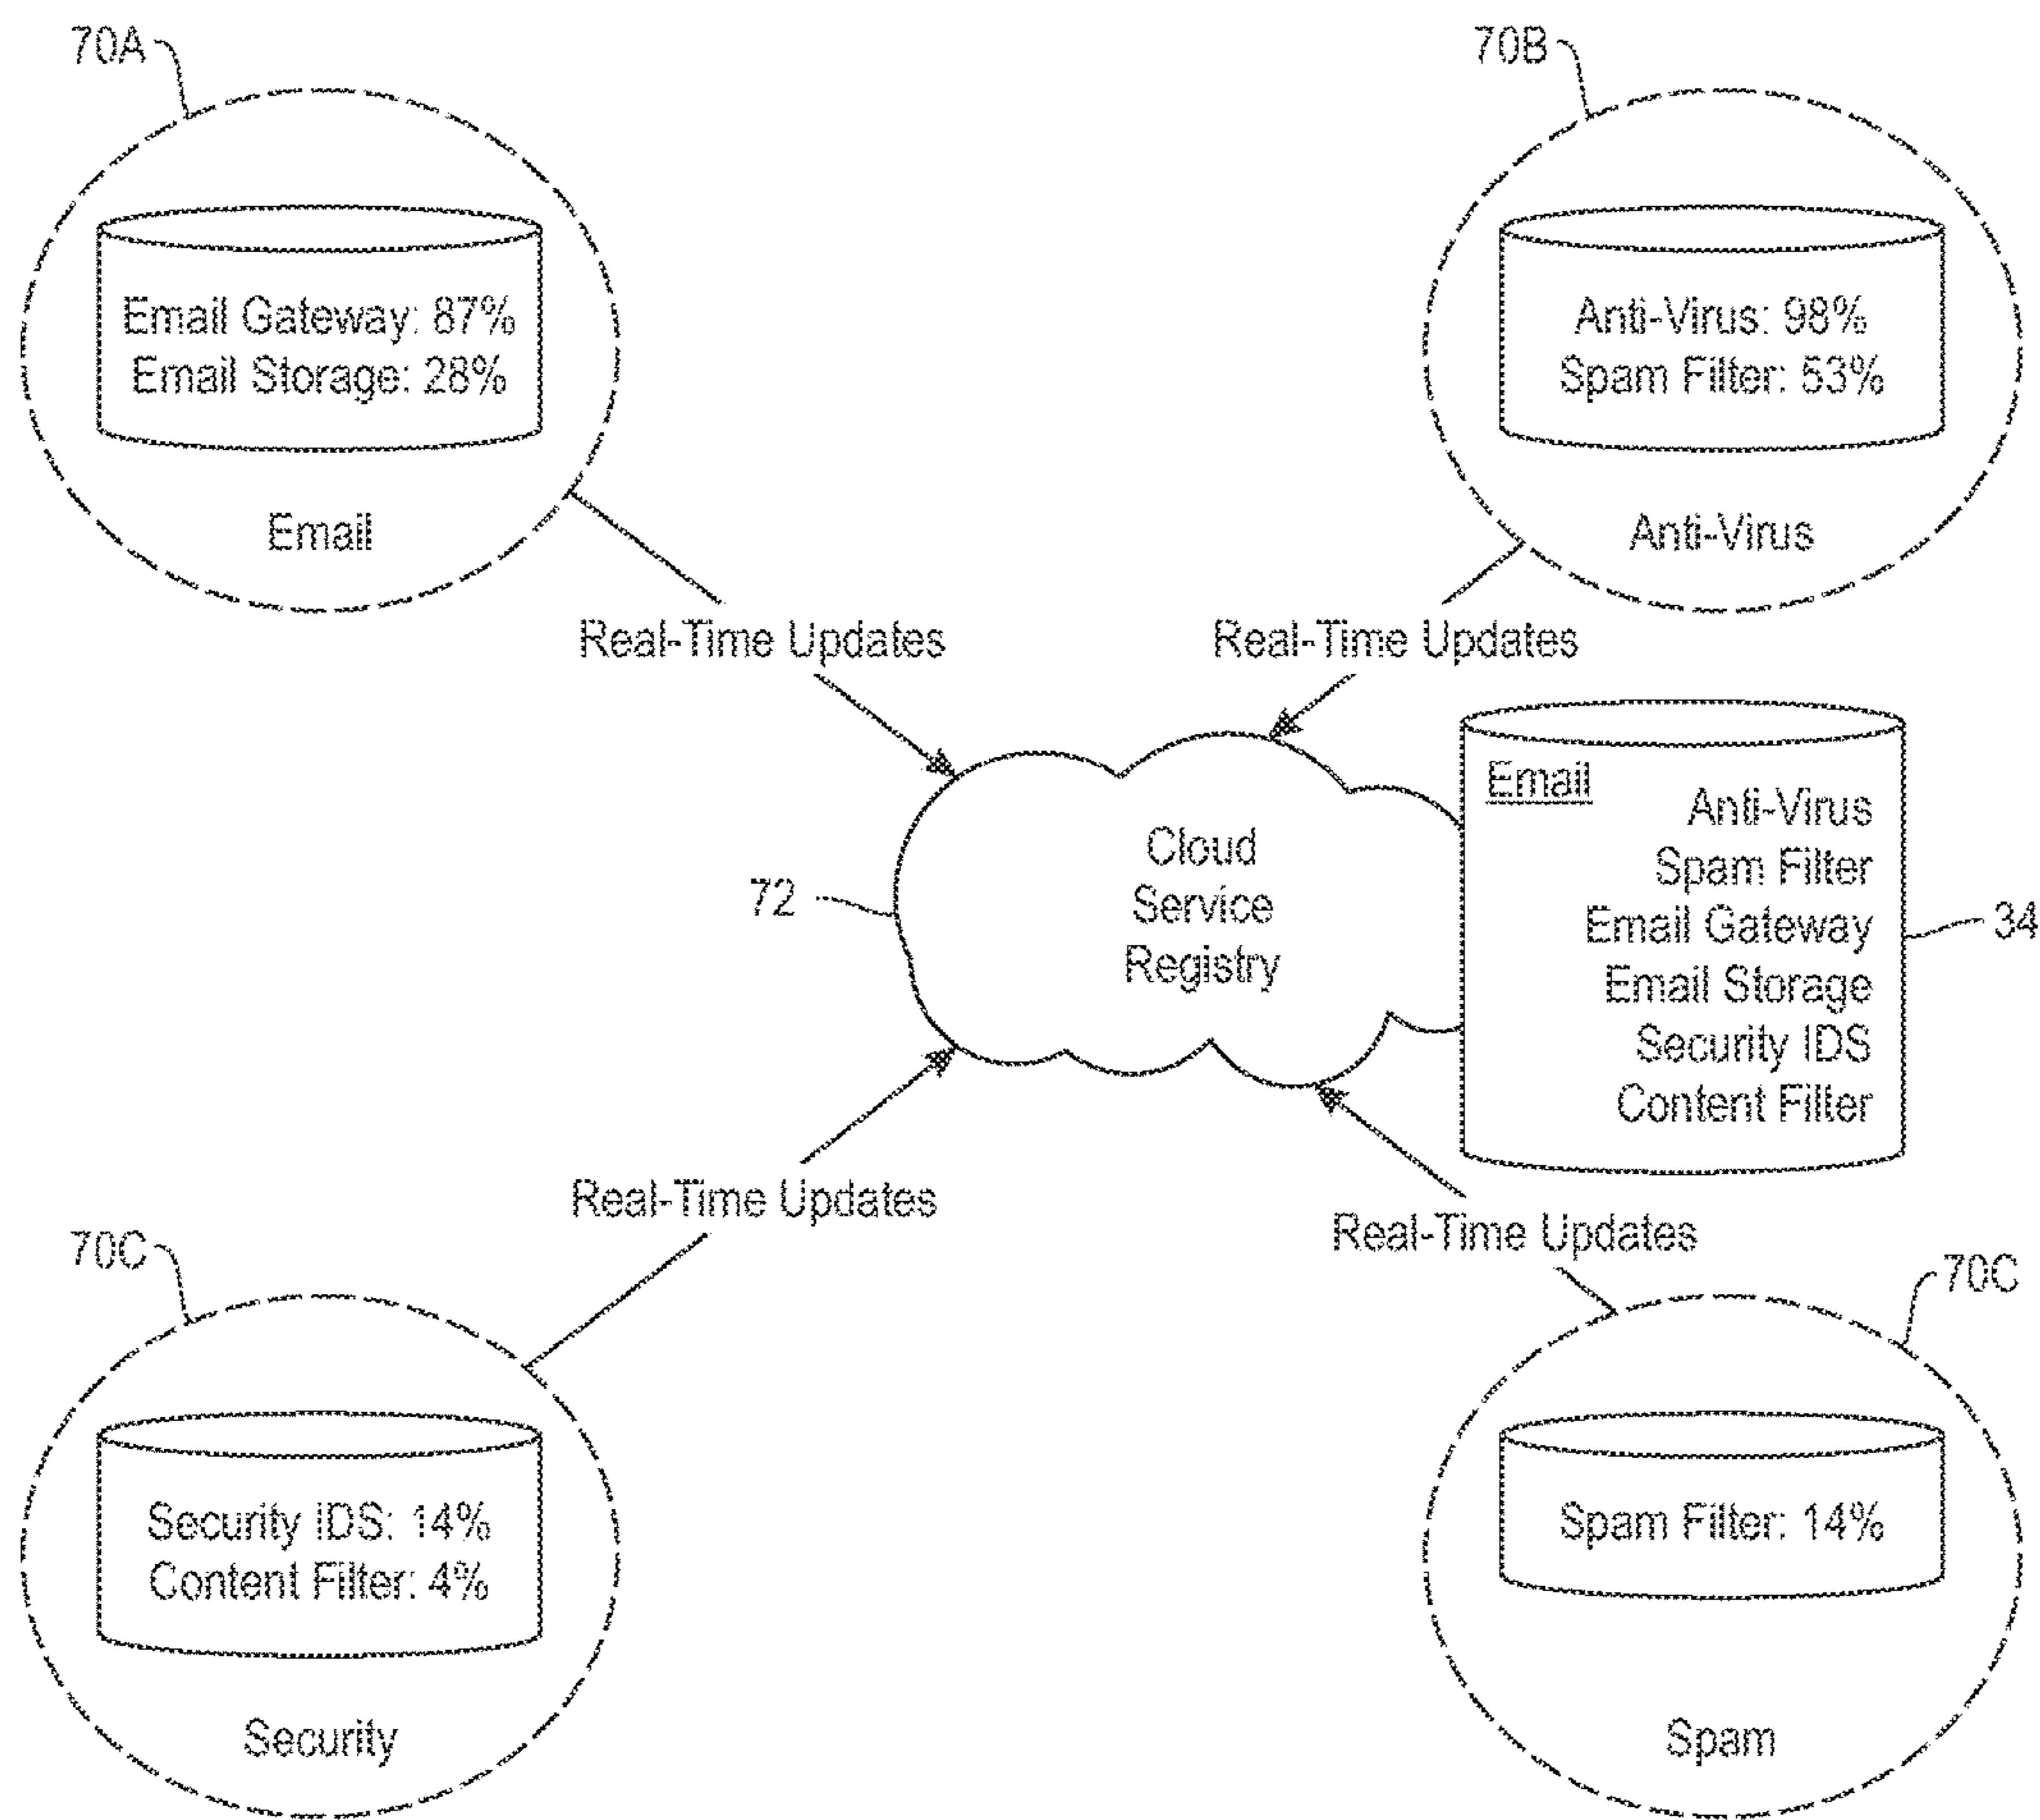 70A
70B
Email Gateway: 87%
Email Storage: 28%
Email
Anti-Virus: 98%
Spam Filter: 53%
Anti-Virus
Real-Time Updates
Real-Time Updates
Cloud
Service
Registry
72
Email
Anti-Virus
Spam Filter
Email Gateway
Email Storage
Security IDS
Content Filter
34
Real-Time Updates
Real-Time Updates
70C
70C
Security IDS: 14%
Content Filter: 4%
Security
Spam Filter: 14%
Spam